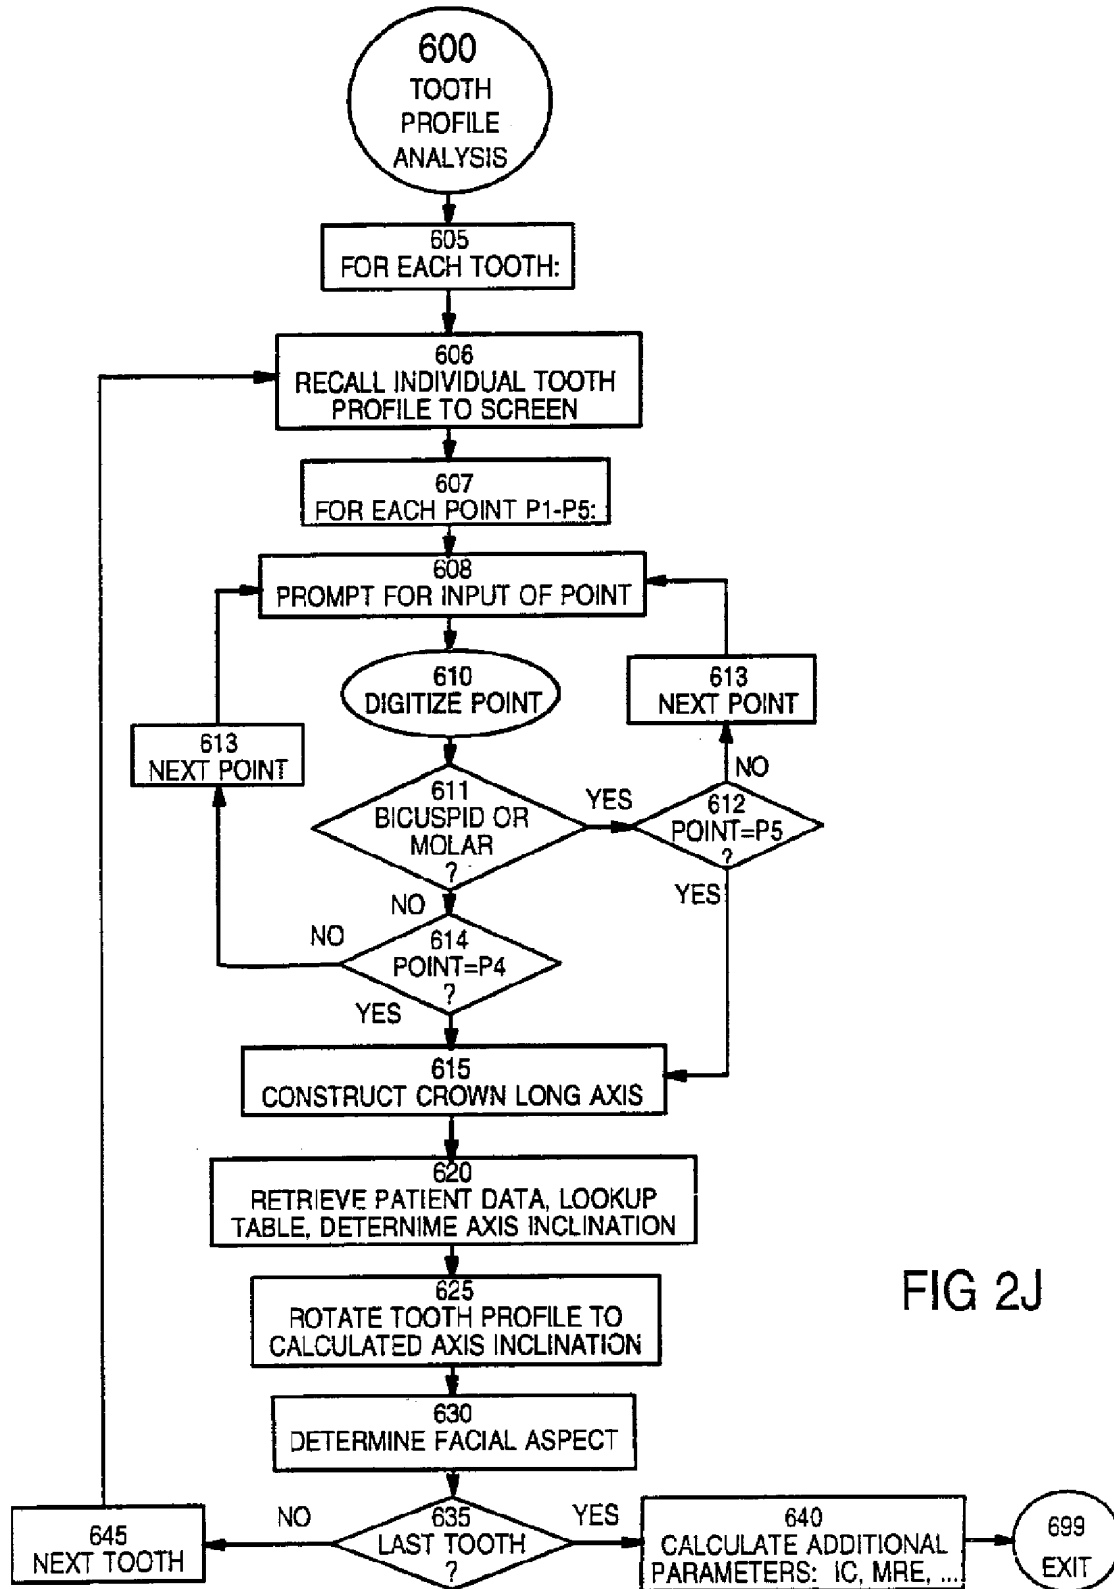 600
TOOTH
PROFILE
ANALYSIS
605
FOR EACH TOOTH:
606
RECALL INDIVIDUAL TOOTH
PROFILE TO SCREEN
607
FOR EACH POINT P1-P5:
608
PROMPT FOR INPUT OF POINT
610
DIGITIZE POINT
613
NEXT POINT
613
NEXT POINT
611
BICUSPID OR
MOLAR
?
YES
NO
612
POINT=P5
?
NO
YES
614
POINT=P4
?
NO
YES
615
CONSTRUCT CROWN LONG AXIS
620
RETRIEVE PATIENT DATA, LOOKUP
TABLE, DETERNIME AXIS INCLINATION
625
ROTATE TOOTH PROFILE TO
CALCULATED AXIS INCLINATION
FIG 2J
630
DETERMINE FACIAL ASPECT
635
LAST TOOTH
?
NO
YES
645
NEXT TOOTH
640
CALCULATE ADDITIONAL
PARAMETERS: IC, MRE, ...
699
EXIT